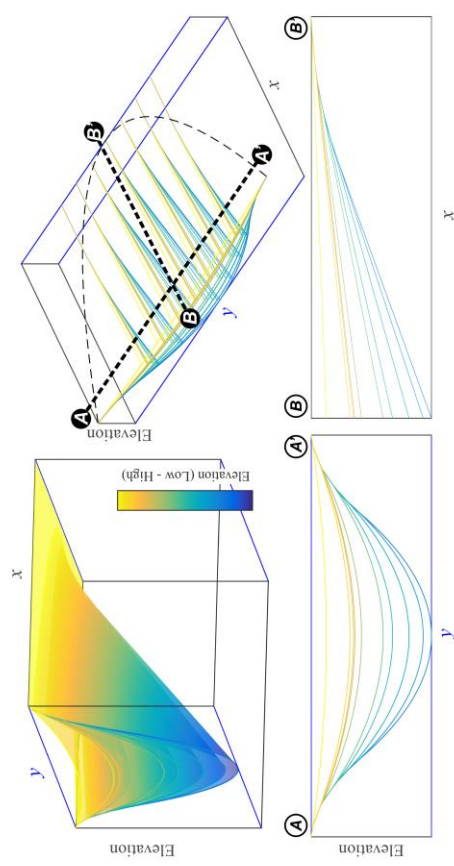 x
y
Elevation (Low - High)
Elevation
A
B'
B
A'
Elevation
y
x
A
A'
Elevation
y
B
B'
x